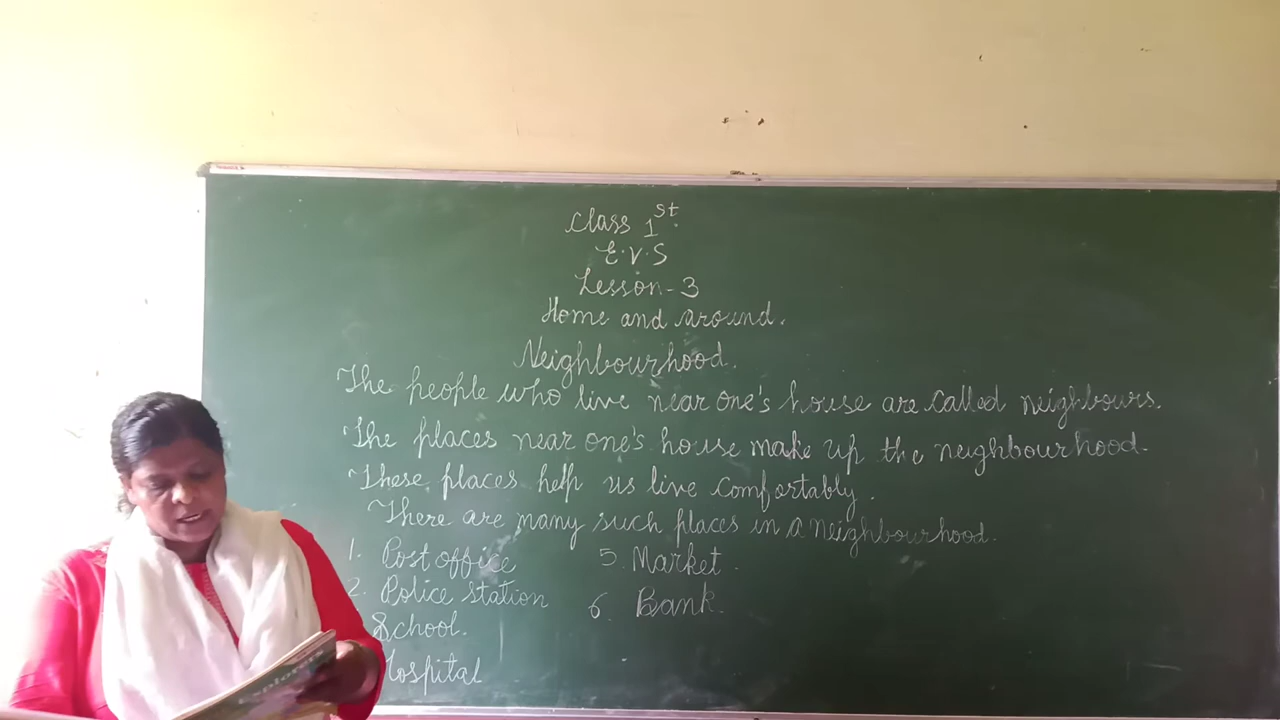 Class 1st.
E.V.S
Lesson-3
Home and around.
Neighbourhood.
The people who live near one's house are called neighbours.
The places near one's house make up the neighbourhood.
These places help us live comfortably.
There are many such places in a neighbourhood.
1. Post office
2. Police station
School.
Hospital
5. Market.
6. Bank.
Explorers